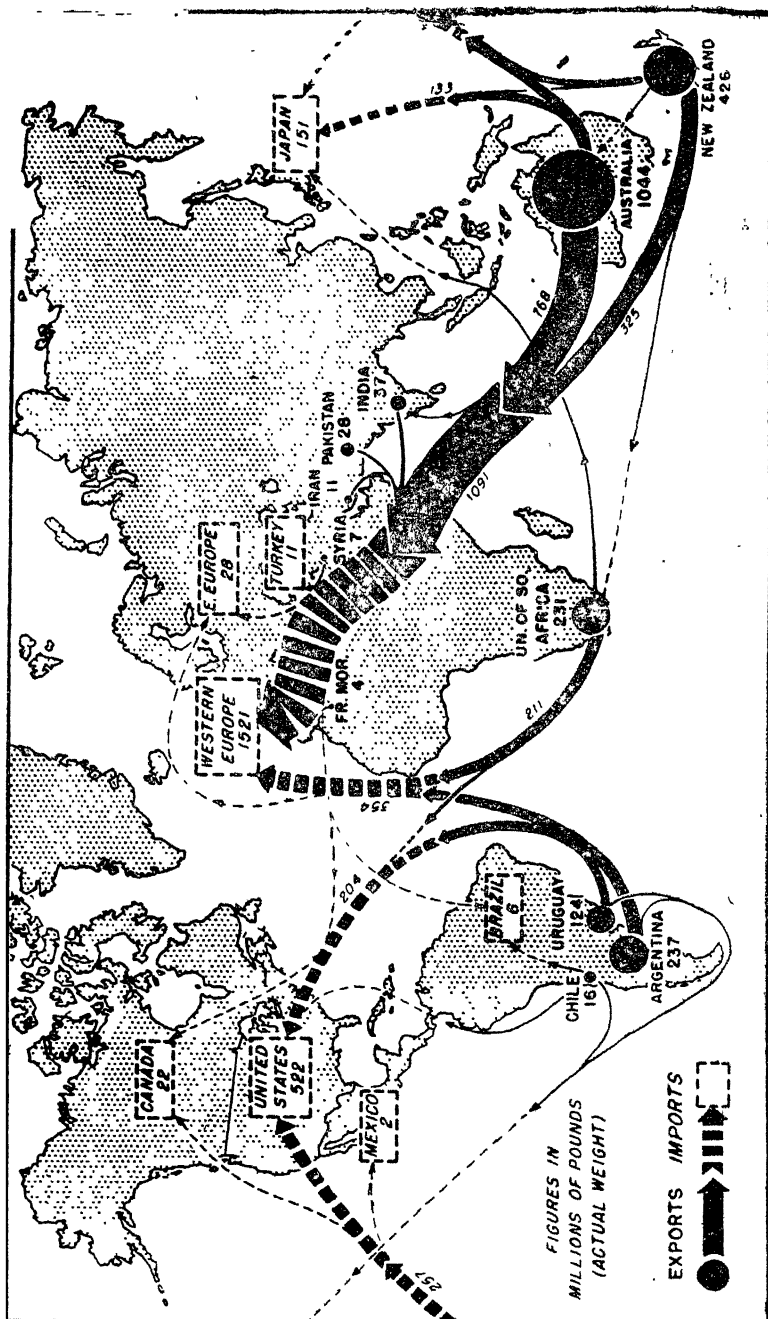 CANADA
22
WESTERN
EUROPE
1521
E. EUROPE
28
UNITED
STATES
522
TURKEY
11
JAPAN
151
SYRIA
7
IRAN
11
PAKISTAN
28
INDIA
37
FR. MOR.
4
MEXICO
2
204
354
1091
133
257
BRAZIL
6
211
UN. OF SO.
AFRICA
231
768
URUGUAY
124
CHILE
16
325
AUSTRALIA
1044
ARGENTINA
237
NEW ZEALAND
426
FIGURES IN
MILLIONS OF POUNDS
(ACTUAL WEIGHT)
EXPORTS IMPORTS